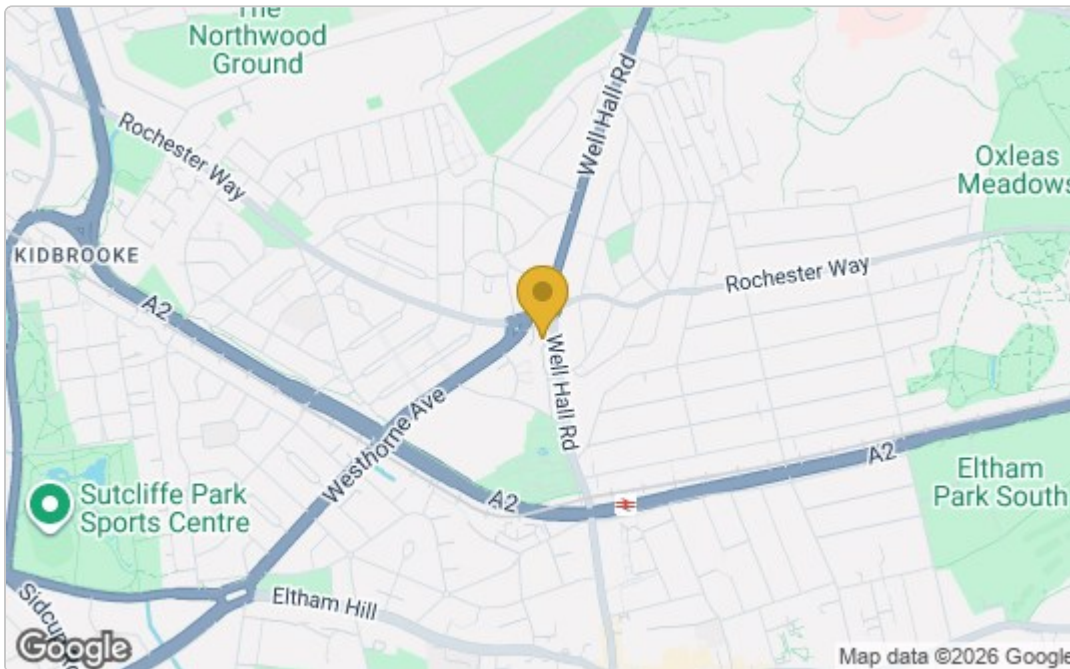 The
Northwood
Ground
Well Hall Rd
Rochester Way
Oxleas
Meadows
KIDBROOKE
Rochester Way
A2
Well Hall Rd
Westhorne Ave
A2
A2
Eltham
Park South
Sutcliffe Park
Sports Centre
Eltham Hill
Sidcup
Google
Map data ©2026 Google